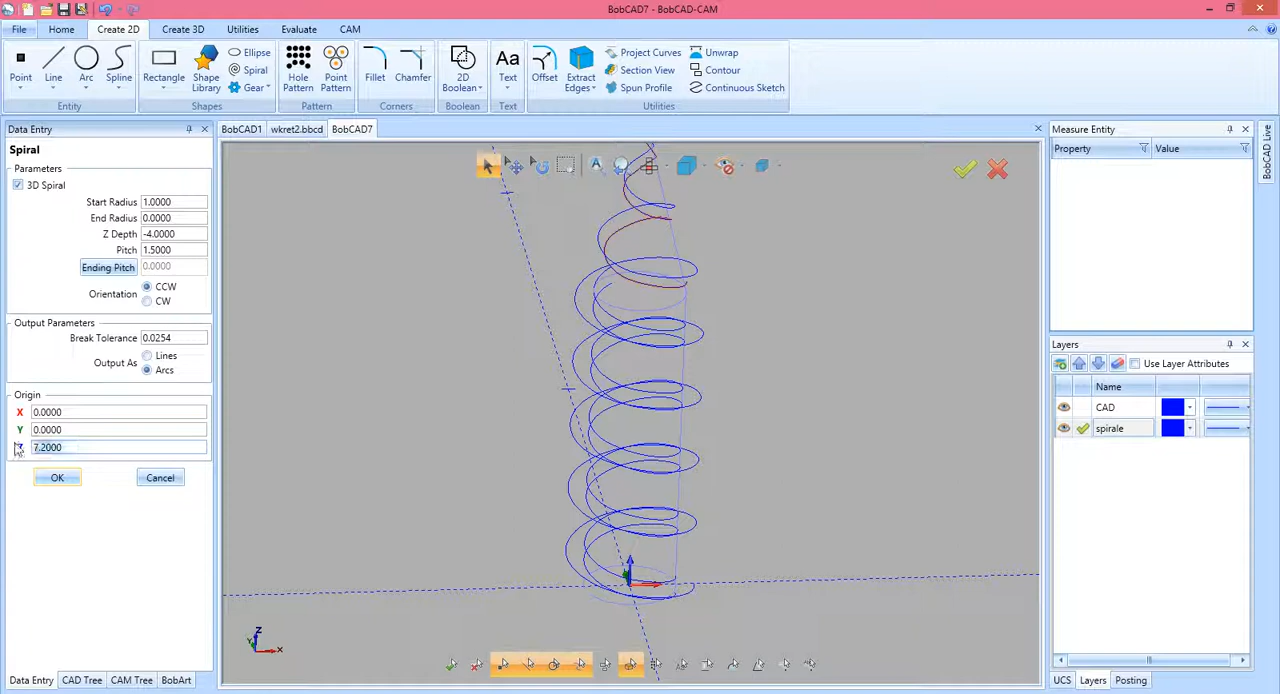 BobCAD7 - BobCAD-CAM
File Home Create 2D Create 3D Utilities Evaluate CAM
Point Line Arc Spline
Entity
Rectangle Shape Library
Ellipse
Spiral
Gear
Shapes
Hole Pattern Point Pattern
Pattern
Fillet Chamfer
Corners
2D Boolean
Boolean
Text
Text
Offset Extract Edges
Project Curves
Section View
Spun Profile
Unwrap
Contour
Continuous Sketch
Utilities
Data Entry
Spiral
Parameters
3D Spiral
Start Radius 1.0000
End Radius 0.0000
Z Depth -4.0000
Pitch 1.5000
Ending Pitch 0.0000
Orientation CCW
CW
Output Parameters
Break Tolerance 0.0254
Output As Lines
Arcs
Origin
X 0.0000
Y 0.0000
7.2000
OK Cancel
Data Entry CAD Tree CAM Tree BobArt
BobCAD1 wkret2.bbcd BobCAD7
Z
Y
X
Measure Entity
Property Value
BobCAD Live
Layers
Use Layer Attributes
Name
CAD
spirale
UCS Layers Posting